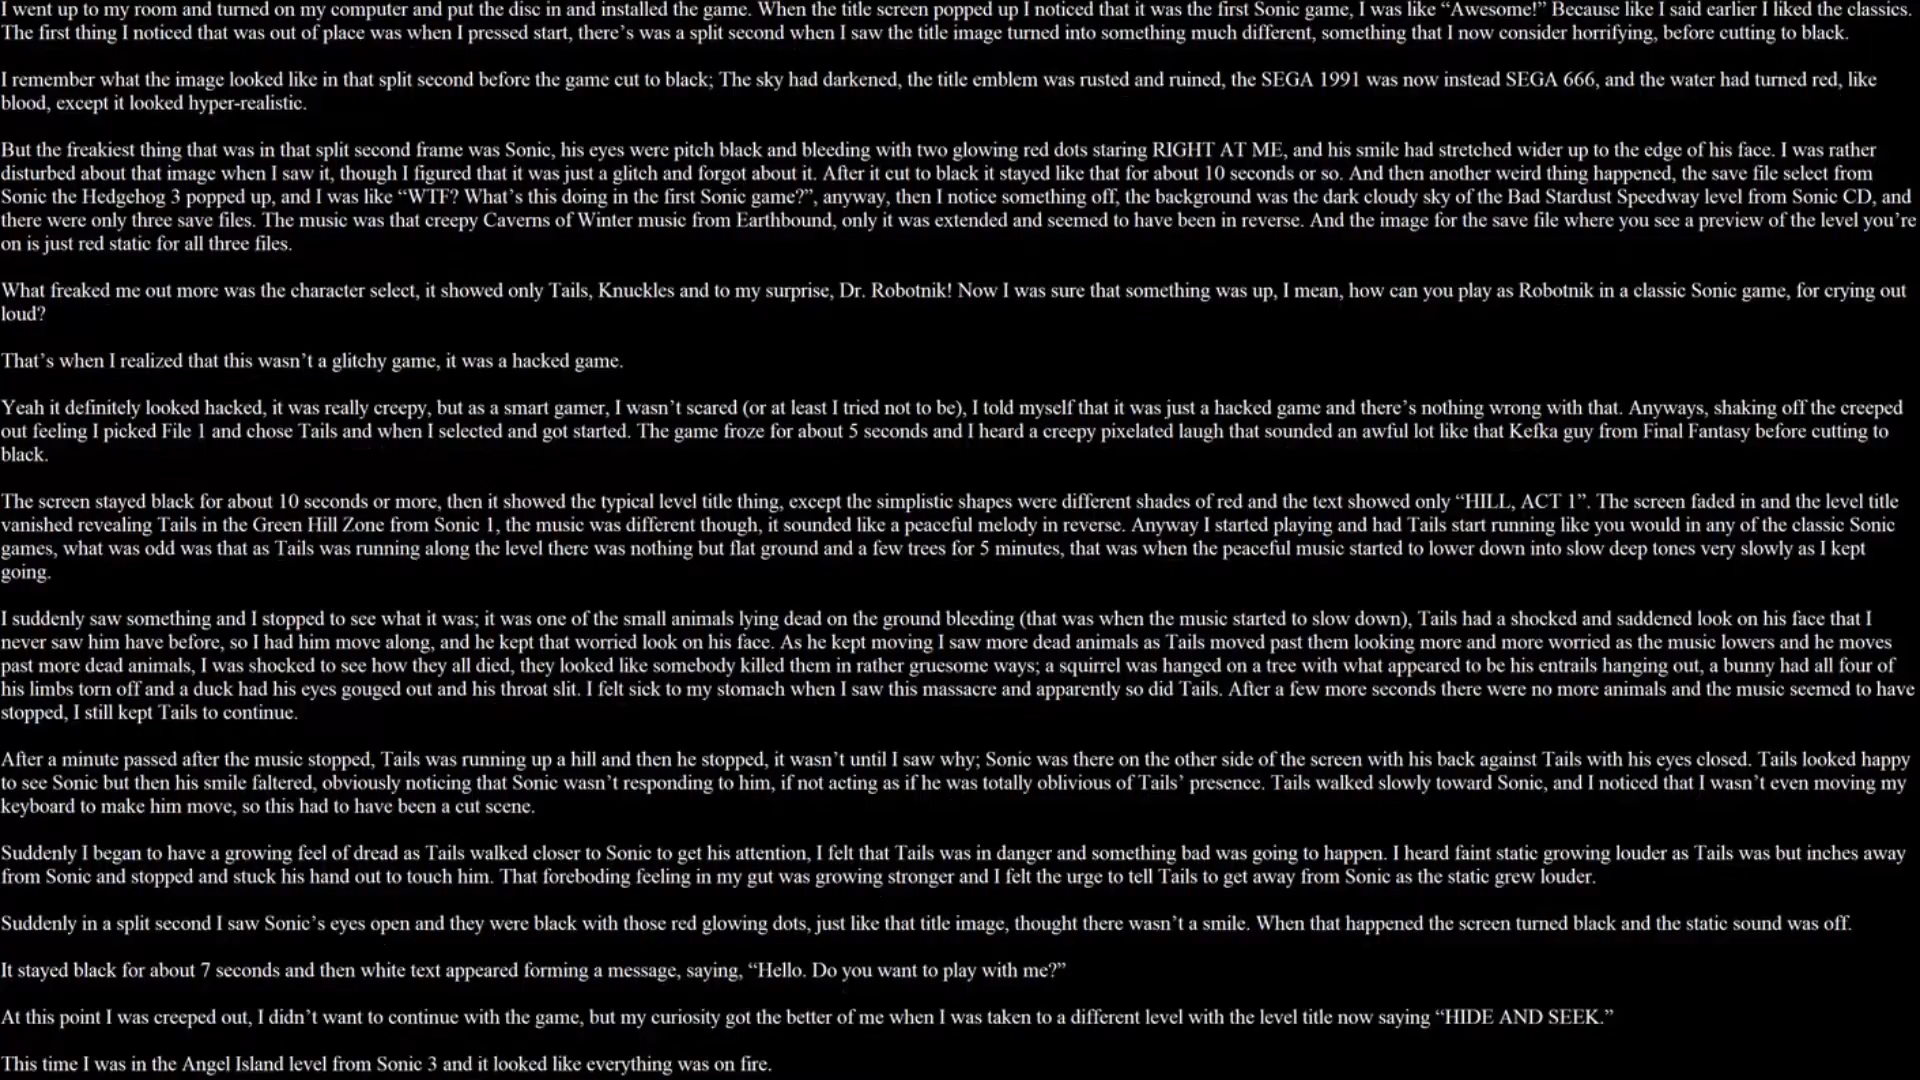 I went up to my room and turned on my computer and put the disc in and installed the game. When the title screen popped up I noticed that it was the first Sonic game, I was like “Awesome!” Because like I said earlier I liked the classics.
The first thing I noticed that was out of place was when I pressed start, there’s was a split second when I saw the title image turned into something much different, something that I now consider horrifying, before cutting to black.
I remember what the image looked like in that split second before the game cut to black; The sky had darkened, the title emblem was rusted and ruined, the SEGA 1991 was now instead SEGA 666, and the water had turned red, like
blood, except it looked hyper-realistic.
But the freakiest thing that was in that split second frame was Sonic, his eyes were pitch black and bleeding with two glowing red dots staring RIGHT AT ME, and his smile had stretched wider up to the edge of his face. I was rather
disturbed about that image when I saw it, though I figured that it was just a glitch and forgot about it. After it cut to black it stayed like that for about 10 seconds or so. And then another weird thing happened, the save file select from
Sonic the Hedgehog 3 popped up, and I was like “WTF? What’s this doing in the first Sonic game?”, anyway, then I notice something off, the background was the dark cloudy sky of the Bad Stardust Speedway level from Sonic CD, and
there were only three save files. The music was that creepy Caverns of Winter music from Earthbound, only it was extended and seemed to have been in reverse. And the image for the save file where you see a preview of the level you’re
on is just red static for all three files.
What freaked me out more was the character select, it showed only Tails, Knuckles and to my surprise, Dr. Robotnik! Now I was sure that something was up, I mean, how can you play as Robotnik in a classic Sonic game, for crying out
loud?
That’s when I realized that this wasn’t a glitchy game, it was a hacked game.
Yeah it definitely looked hacked, it was really creepy, but as a smart gamer, I wasn’t scared (or at least I tried not to be), I told myself that it was just a hacked game and there’s nothing wrong with that. Anyways, shaking off the creeped
out feeling I picked File 1 and chose Tails and when I selected and got started. The game froze for about 5 seconds and I heard a creepy pixelated laugh that sounded an awful lot like that Kefka guy from Final Fantasy before cutting to
black.
The screen stayed black for about 10 seconds or more, then it showed the typical level title thing, except the simplistic shapes were different shades of red and the text showed only “HILL, ACT 1”. The screen faded in and the level title
vanished revealing Tails in the Green Hill Zone from Sonic 1, the music was different though, it sounded like a peaceful melody in reverse. Anyway I started playing and had Tails start running like you would in any of the classic Sonic
games, what was odd was that as Tails was running along the level there was nothing but flat ground and a few trees for 5 minutes, that was when the peaceful music started to lower down into slow deep tones very slowly as I kept
going.
I suddenly saw something and I stopped to see what it was; it was one of the small animals lying dead on the ground bleeding (that was when the music started to slow down), Tails had a shocked and saddened look on his face that I
never saw him have before, so I had him move along, and he kept that worried look on his face. As he kept moving I saw more dead animals as Tails moved past them looking more and more worried as the music lowers and he moves
past more dead animals, I was shocked to see how they all died, they looked like somebody killed them in rather gruesome ways; a squirrel was hanged on a tree with what appeared to be his entrails hanging out, a bunny had all four of
his limbs torn off and a duck had his eyes gouged out and his throat slit. I felt sick to my stomach when I saw this massacre and apparently so did Tails. After a few more seconds there were no more animals and the music seemed to have
stopped, I still kept Tails to continue.
After a minute passed after the music stopped, Tails was running up a hill and then he stopped, it wasn’t until I saw why; Sonic was there on the other side of the screen with his back against Tails with his eyes closed. Tails looked happy
to see Sonic but then his smile faltered, obviously noticing that Sonic wasn’t responding to him, if not acting as if he was totally oblivious of Tails’ presence. Tails walked slowly toward Sonic, and I noticed that I wasn’t even moving my
keyboard to make him move, so this had to have been a cut scene.
Suddenly I began to have a growing feel of dread as Tails walked closer to Sonic to get his attention, I felt that Tails was in danger and something bad was going to happen. I heard faint static growing louder as Tails was but inches away
from Sonic and stopped and stuck his hand out to touch him. That foreboding feeling in my gut was growing stronger and I felt the urge to tell Tails to get away from Sonic as the static grew louder.
Suddenly in a split second I saw Sonic’s eyes open and they were black with those red glowing dots, just like that title image, thought there wasn’t a smile. When that happened the screen turned black and the static sound was off.
It stayed black for about 7 seconds and then white text appeared forming a message, saying, “Hello. Do you want to play with me?”
At this point I was creeped out, I didn’t want to continue with the game, but my curiosity got the better of me when I was taken to a different level with the level title now saying “HIDE AND SEEK.”
This time I was in the Angel Island level from Sonic 3 and it looked like everything was on fire.